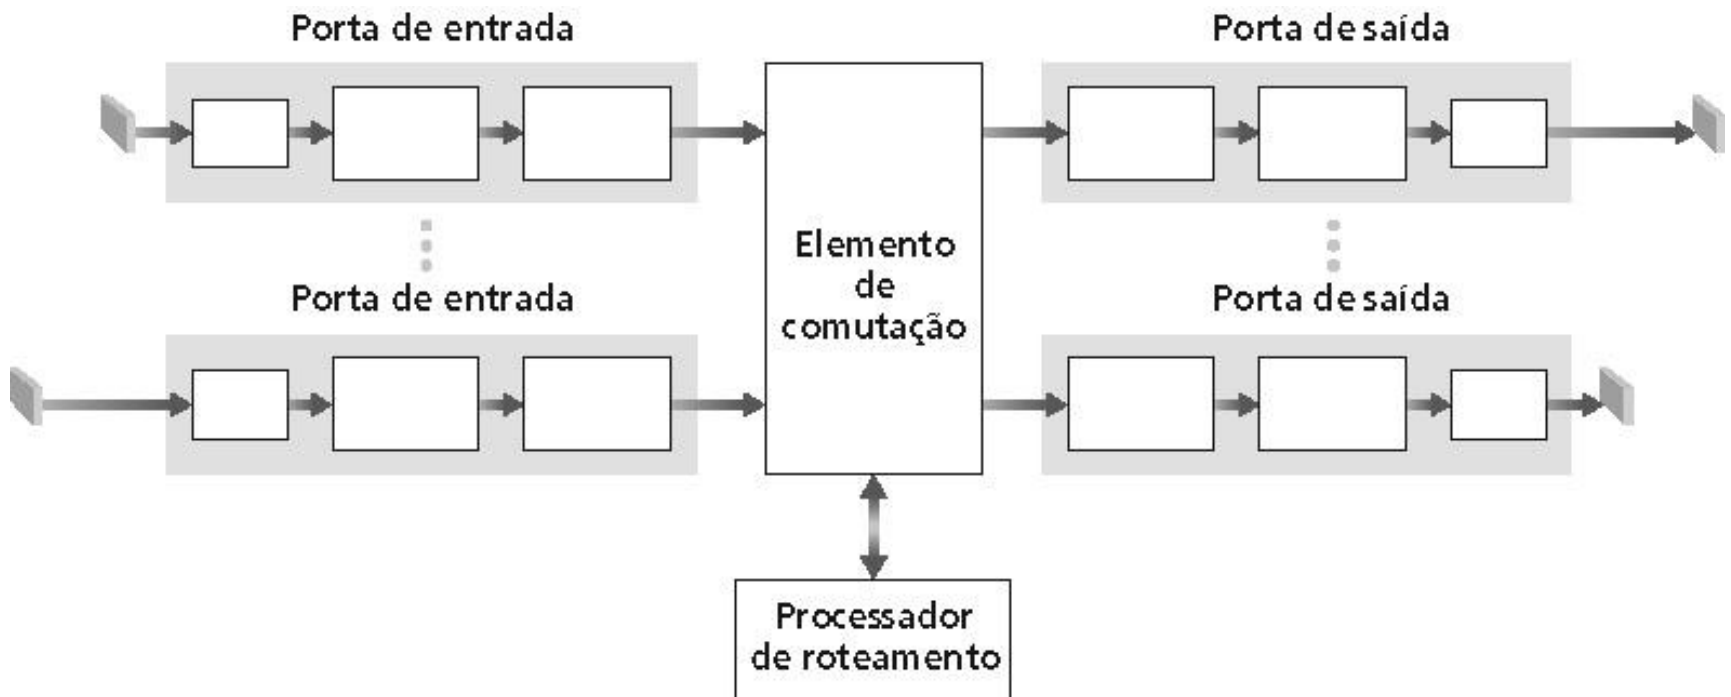 Porta de entrada
Porta de saída
Elemento
de
comutação
Porta de entrada
Porta de saída
Processador
de roteamento